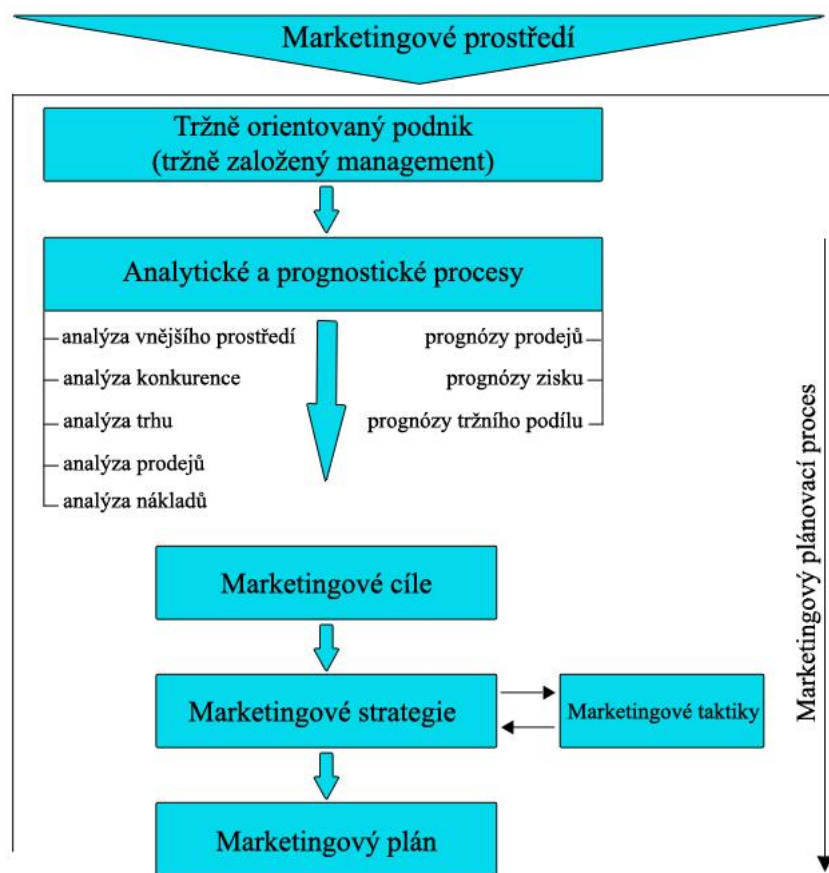 Marketingové prostředí
Tržně orientovaný podnik
(tržně založený management)
Analytické a prognostické procesy
analýza vnějšího prostředí
analýza konkurence
analýza trhu
analýza prodejů
analýza nákladů
prognózy prodejů
prognózy zisku
prognózy tržního podílu
Marketingové cíle
Marketingové strategie
Marketingové taktiky
Marketingový plán
Marketingový plánovací proces